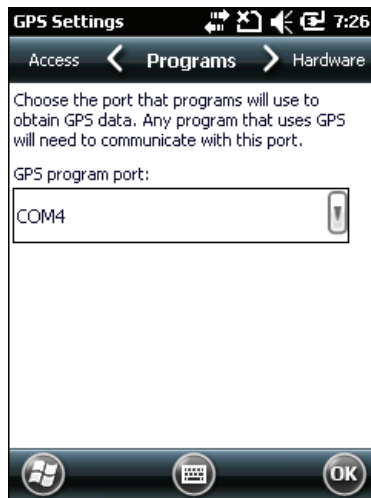 GPS Settings 7:26
Access Programs Hardware
Choose the port that programs will use to
obtain GPS data. Any program that uses GPS
will need to communicate with this port.
GPS program port:
COM4
OK